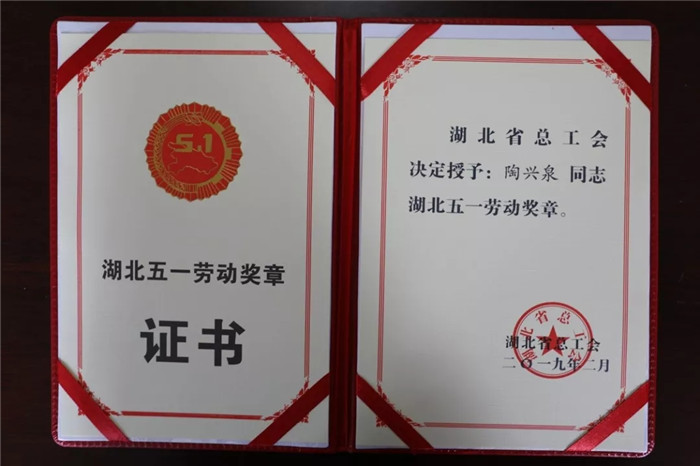 5.1
湖北五一劳动奖章
证书
湖北省总工会
决定授予：陶兴泉 同志
湖北五一劳动奖章。
湖北省总工会
湖北省总工会
二〇一九年二月